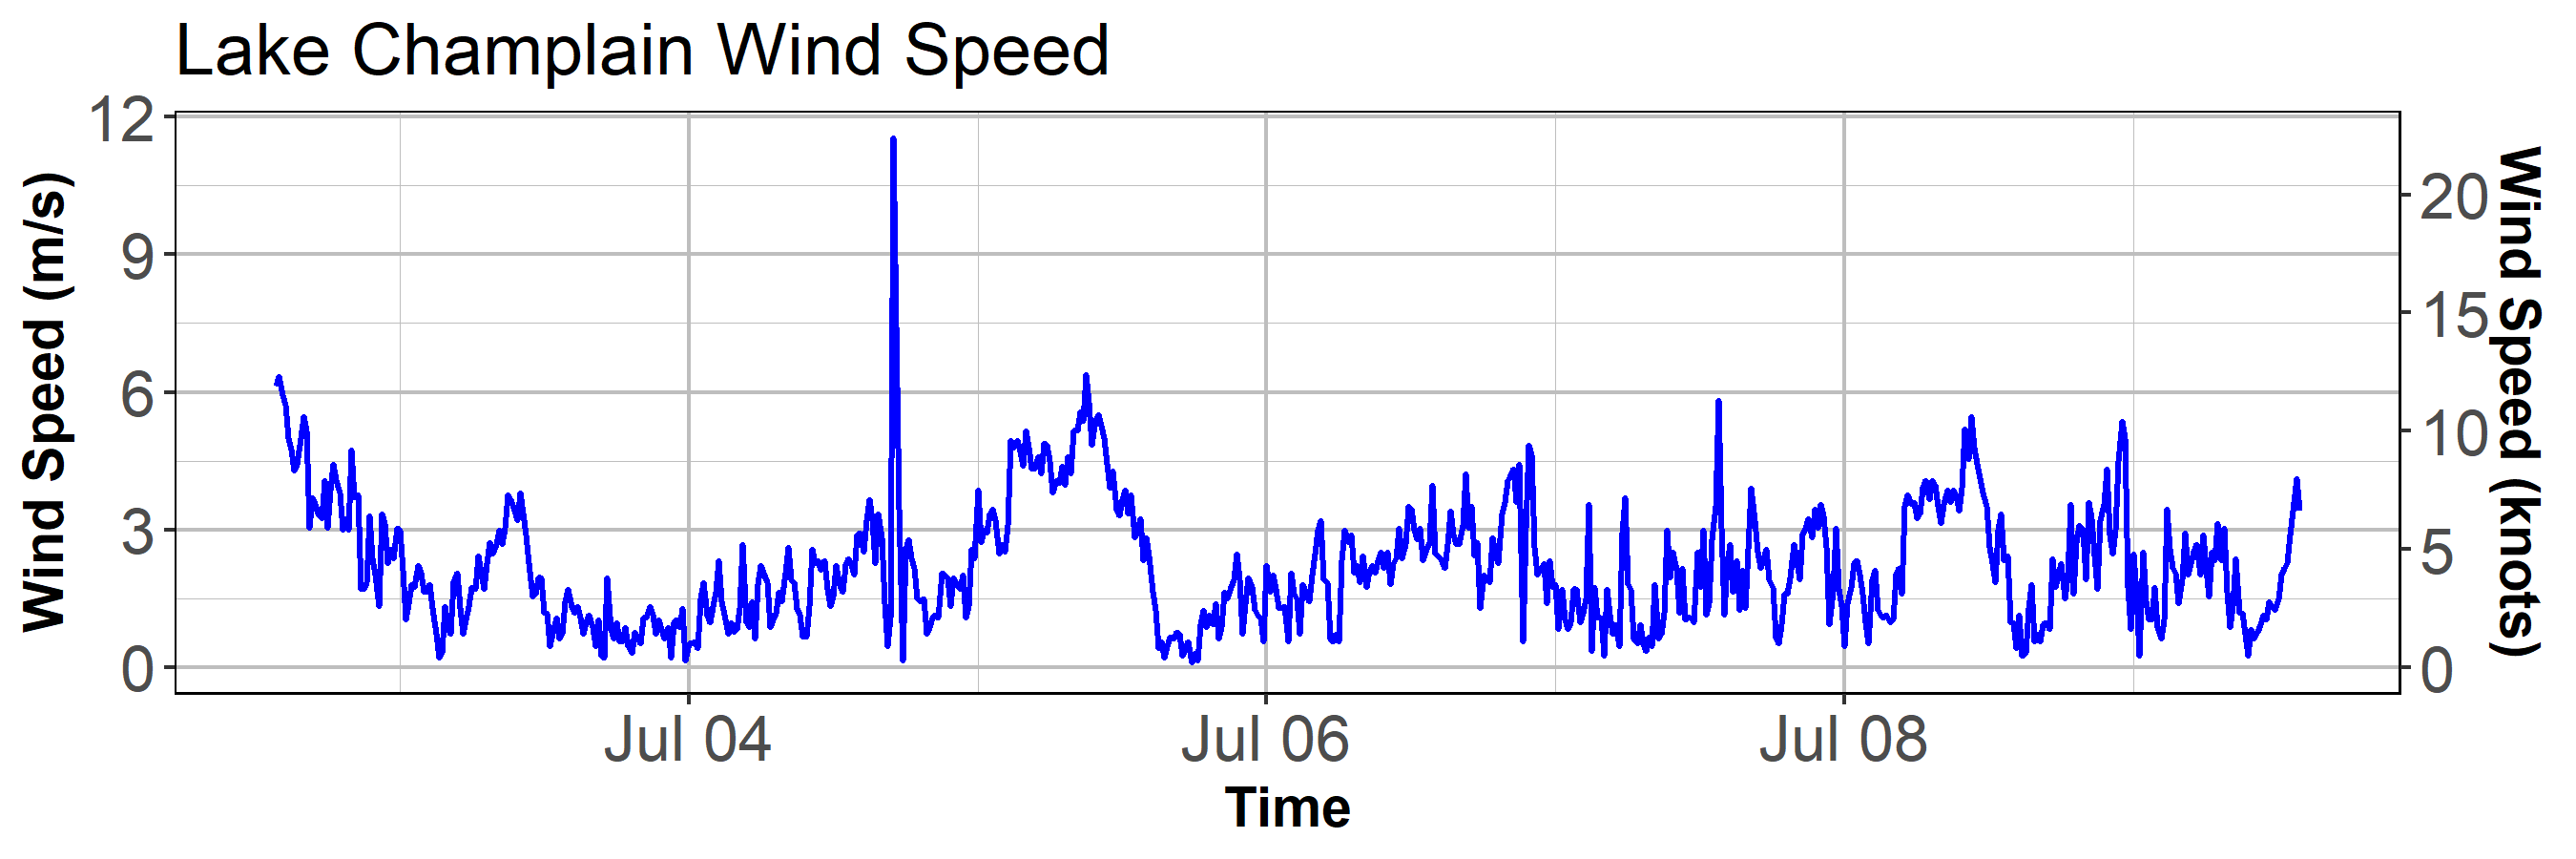 Lake Champlain Wind Speed
12
9
6
3
0
Wind Speed (m/s)
20
15
10
5
0
Wind Speed (knots)
Jul 04 Jul 06 Jul 08
Time